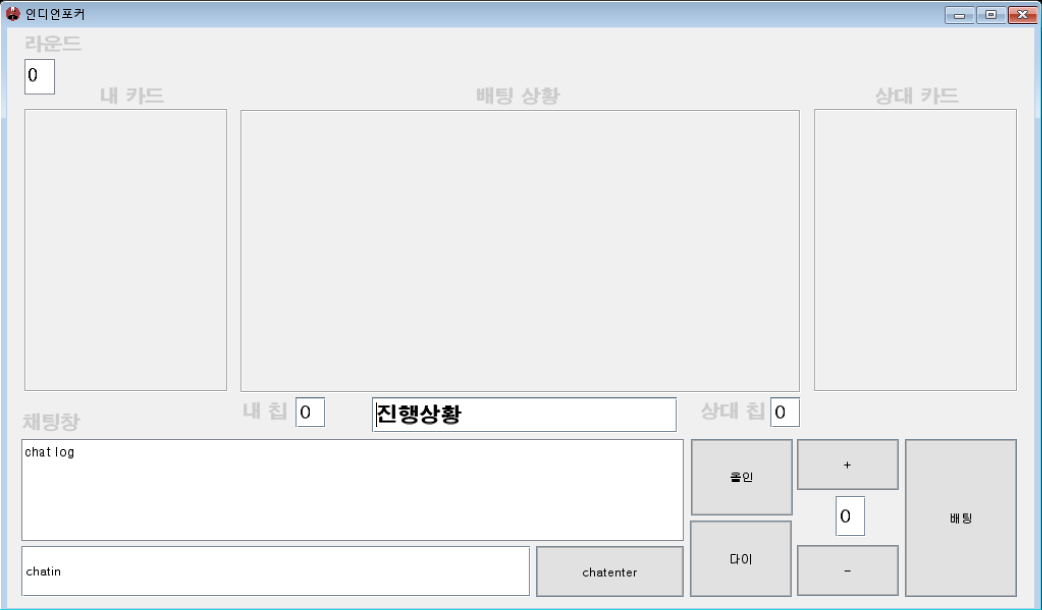 인디언포커
라운드
0
내 카드
배팅 상황
상대 카드
내 칩 0
진행상황
상대 칩 0
채팅창
chat log
올인
+
0
배팅
다이
-
chatin
chatenter